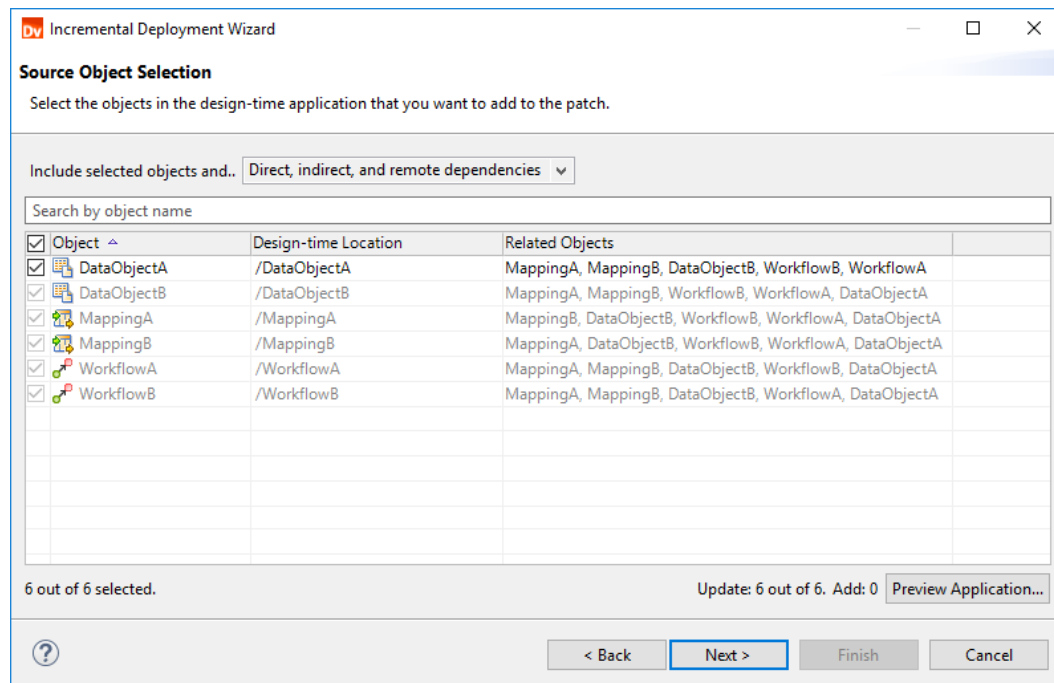 Dv Incremental Deployment Wizard
Source Object Selection
Select the objects in the design-time application that you want to add to the patch.
Include selected objects and.. Direct, indirect, and remote dependencies
Search by object name
Object Design-time Location Related Objects
DataObjectA /DataObjectA MappingA, MappingB, DataObjectB, WorkflowB, WorkflowA
DataObjectB /DataObjectB MappingA, MappingB, WorkflowB, WorkflowA, DataObjectA
MappingA /MappingA MappingB, DataObjectB, WorkflowB, WorkflowA, DataObjectA
MappingB /MappingB MappingA, DataObjectB, WorkflowB, WorkflowA, DataObjectA
WorkflowA /WorkflowA MappingA, MappingB, DataObjectB, WorkflowB, DataObjectA
WorkflowB /WorkflowB MappingA, MappingB, DataObjectB, WorkflowA, DataObjectA
6 out of 6 selected. Update: 6 out of 6. Add: 0 Preview Application...
? < Back Next > Finish Cancel